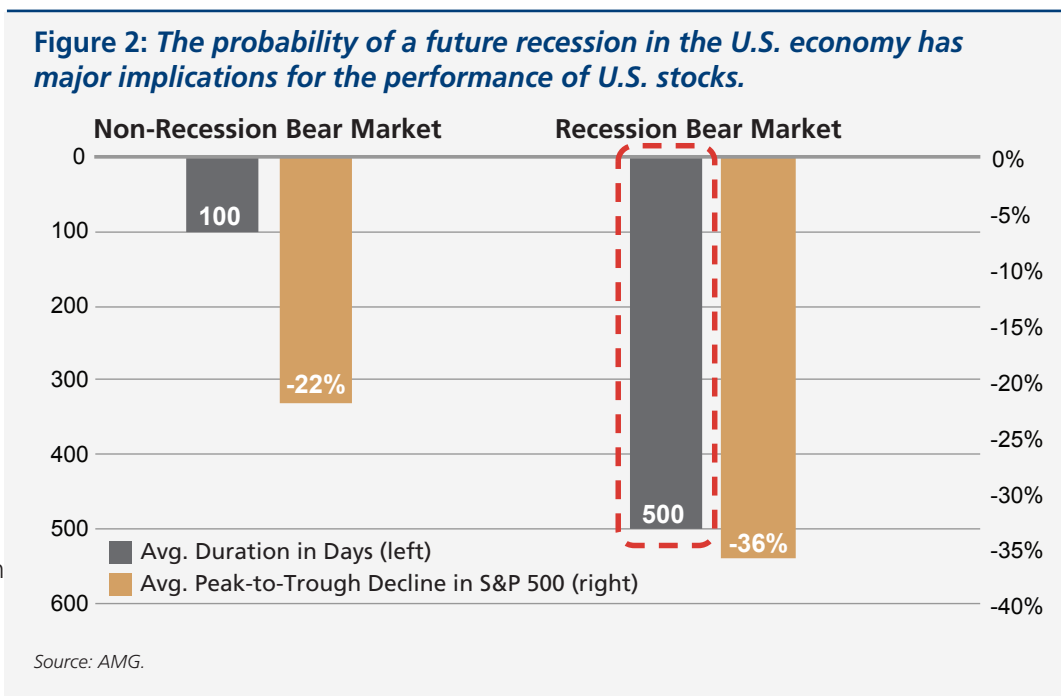 Figure 2: The probability of a future recession in the U.S. economy has
major implications for the performance of U.S. stocks.
Non-Recession Bear Market
Recession Bear Market
0
100
200
300
400
500
600
0%
-5%
-10%
-15%
-20%
-25%
-30%
-35%
-40%
100
-22%
500
-36%
Avg. Duration in Days (left)
Avg. Peak-to-Trough Decline in S&P 500 (right)
Source: AMG.